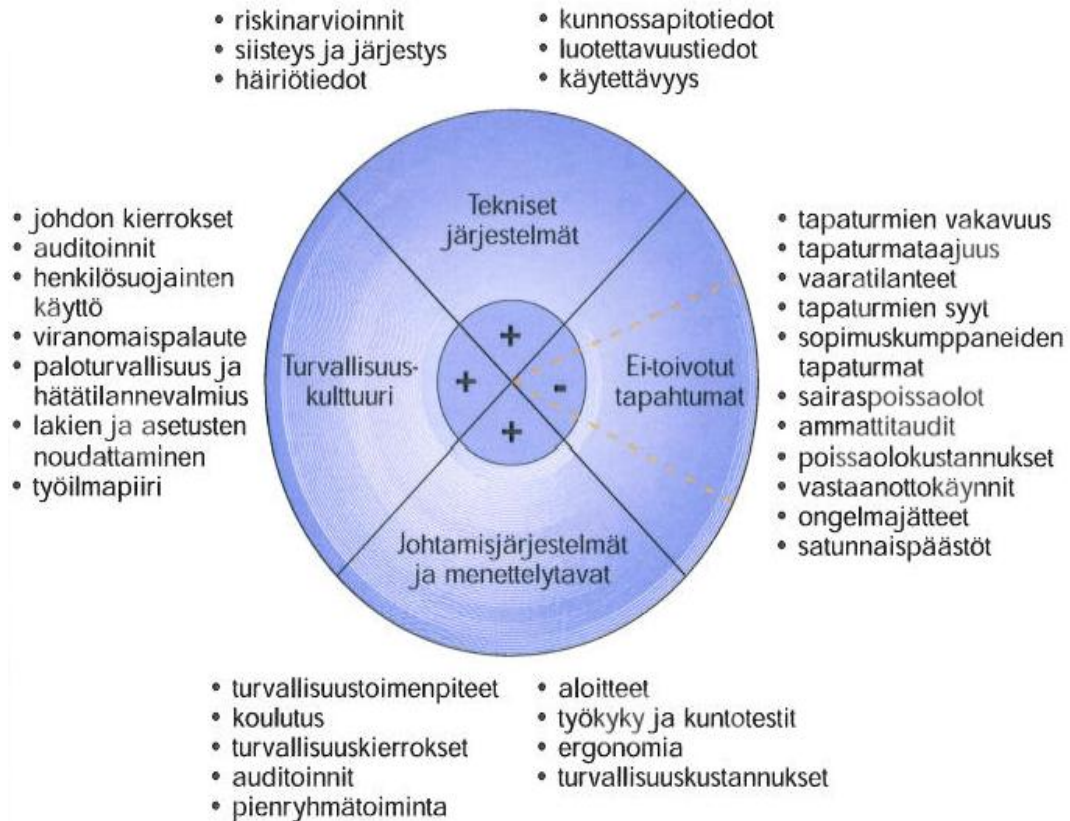 • riskinarvioinnit
• siisteys ja järjestys
• häiriötiedot
• kunnossapitotiedot
• luotettavuustiedot
• käytettävyys
• johdon kierrokset
• auditoinnit
• henkilösuojainten
käyttö
• viranomaispalaute
• paloturvallisuus ja
hätätilannevalmius
• lakien ja asetusten
noudattaminen
• työilmapiiri
Tekniset
järjestelmät
Turvallisuus-
kulttuuri
+
+
-
+
Ei-toivotut
tapahtumat
Johtamisjärjestelmät
ja menettelytavat
• tapaturmien vakavuus
• tapaturmataajuus
• vaaratilanteet
• tapaturmien syyt
• sopimuskumppaneiden
tapaturmat
• sairaspoissaolot
• ammattitaudit
• poissaolokustannukset
• vastaanottokäynnit
• ongelmajätteet
• satunnaispäästöt
• turvallisuustoimenpiteet
• koulutus
• turvallisuuskierrokset
• auditoinnit
• pienryhmätoiminta
• aloitteet
• työkyky ja kuntotestit
• ergonomia
• turvallisuuskustannukset